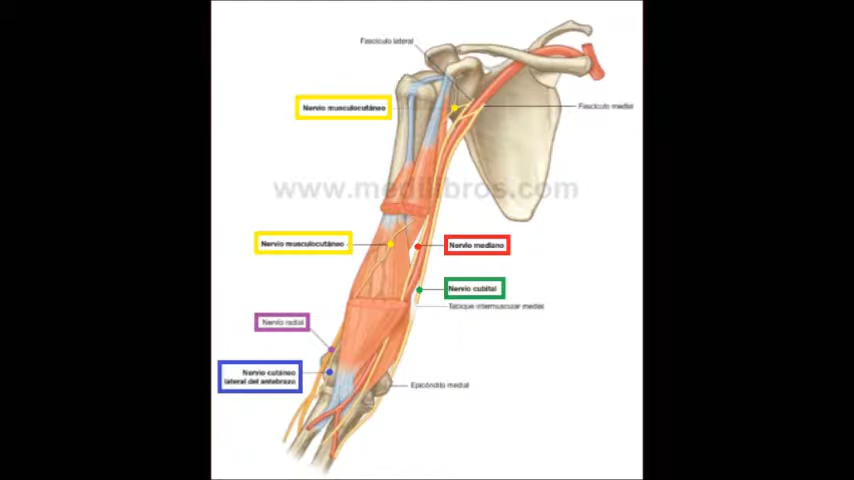 Fascículo lateral
Nervio musculocutáneo
Fascículo medial
www.medilibros.com
Nervio musculocutáneo
Nervio mediano
Nervio cubital
Tabique intermuscular medial
Nervio radial
Nervio cutáneo
lateral del antebrazo
Epicóndilo medial